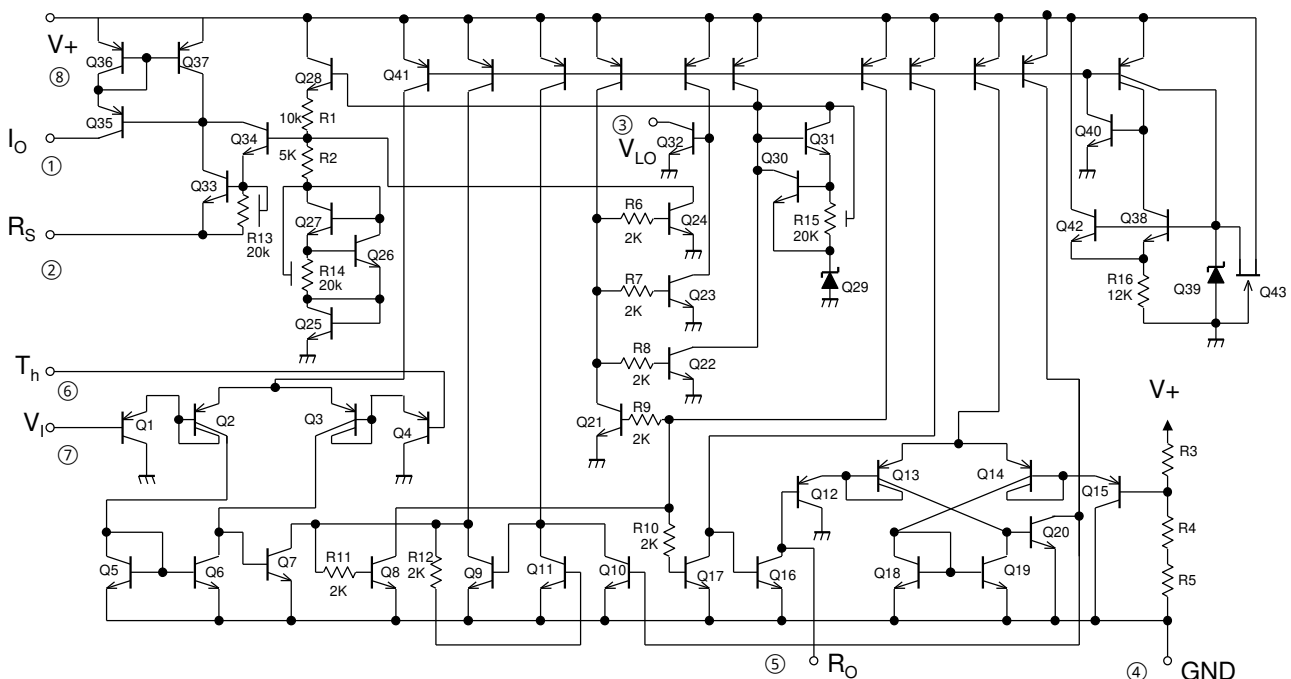 V+
⑧
Q36
Q37
Q28
Q41
10k
R1
Q35
Q34
5K
R2
③
V_LO
Q32
Q31
Q30
Q40
I_O
①
Q33
R_S
②
R13
20k
Q27
Q26
R14
20k
Q25
R6
2K
Q24
R7
2K
Q23
R8
2K
Q22
R15
20K
Q29
Q42
Q38
R16
12K
Q39
Q43
T_h
⑥
V_I
⑦
Q1
Q2
Q3
Q4
Q21
R9
2K
V+
R3
Q13
Q14
Q12
Q15
Q20
R4
R5
Q5
Q6
Q7
R11
2K
Q8
R12
2K
Q9
Q11
Q10
R10
2K
Q17
Q16
Q18
Q19
⑤
R_O
④
GND